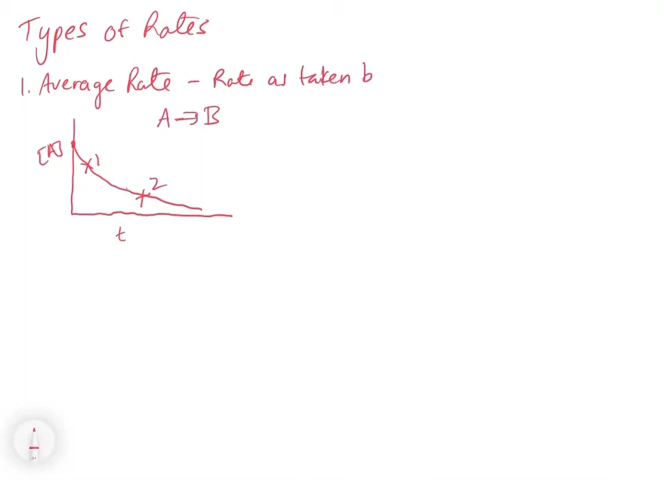 Types of Rates
1. Average Rate – Rate as taken b
A → B
[A]
1
2
t